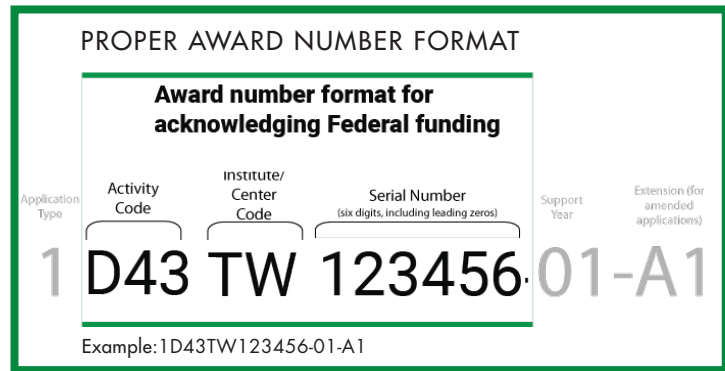 PROPER AWARD NUMBER FORMAT
Award number format for
acknowledging Federal funding
Application
Type
Activity
Code
Institute/
Center
Code
Serial Number
(six digits, including leading zeros)
Support
Year
Extension (for
amended
applications)
1 D43 TW 123456-01-A1
Example:1D43TW123456-01-A1